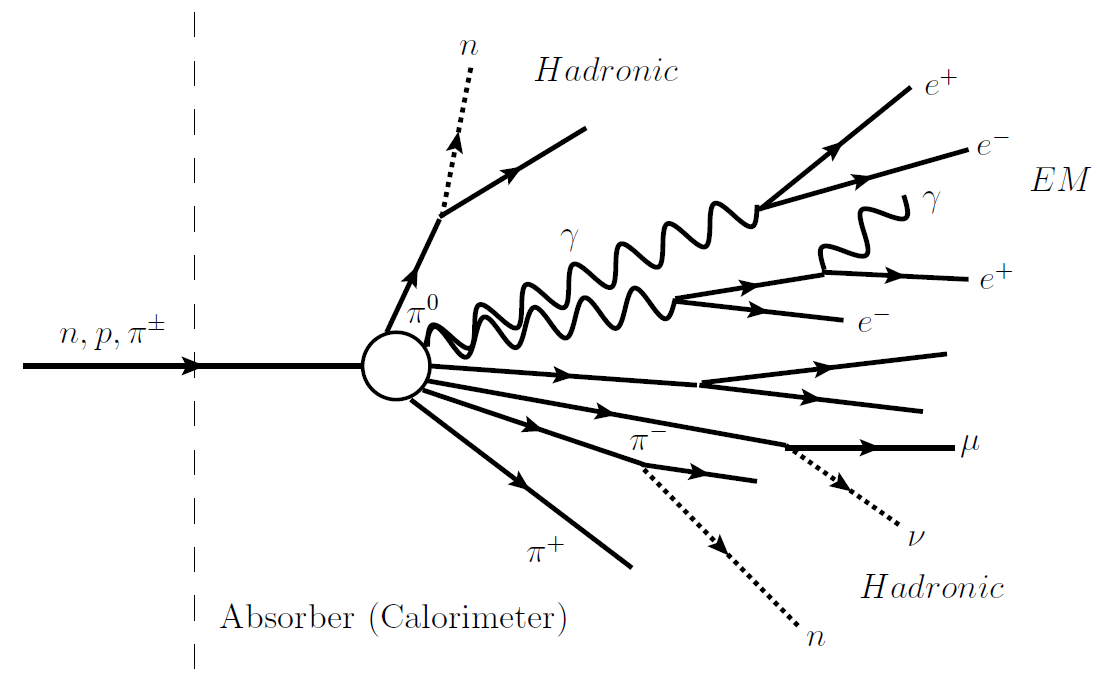 n
Hadronic
e⁺
e⁻
EM
γ
γ
π⁰
e⁺
n, p, π±
e⁻
π⁻
μ
π⁺
ν
Hadronic
Absorber (Calorimeter)
n